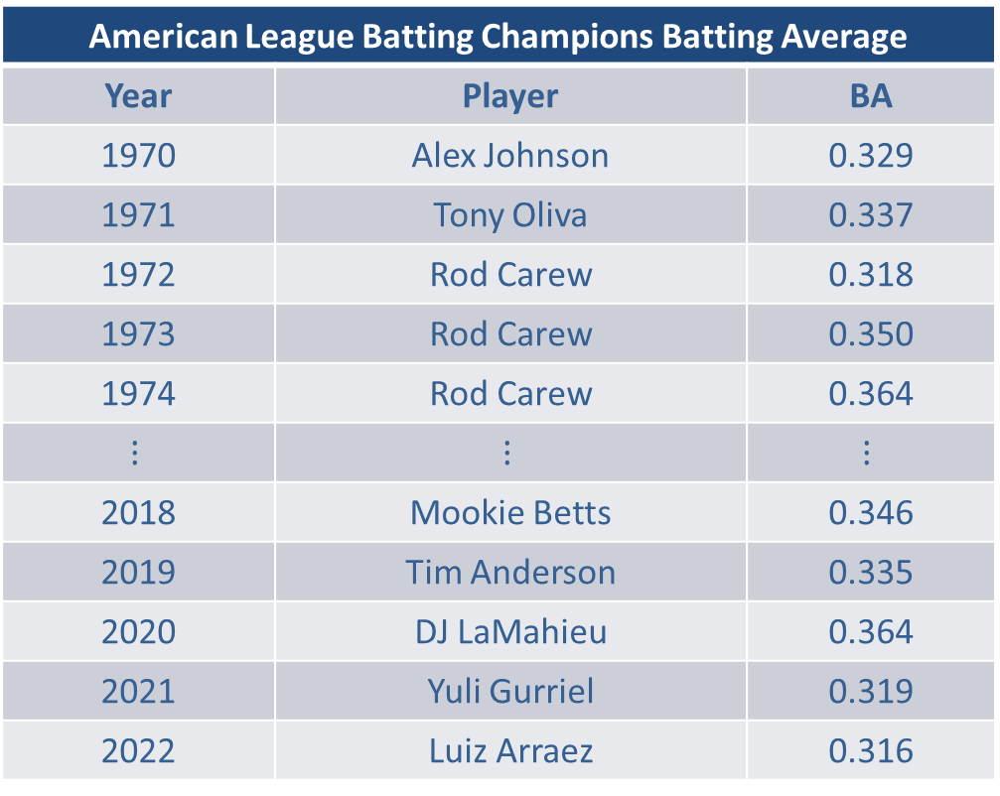 American League Batting Champions Batting Average
Year Player BA
1970 Alex Johnson 0.329
1971 Tony Oliva 0.337
1972 Rod Carew 0.318
1973 Rod Carew 0.350
1974 Rod Carew 0.364
⋮ ⋮ ⋮
2018 Mookie Betts 0.346
2019 Tim Anderson 0.335
2020 DJ LaMahieu 0.364
2021 Yuli Gurriel 0.319
2022 Luiz Arraez 0.316